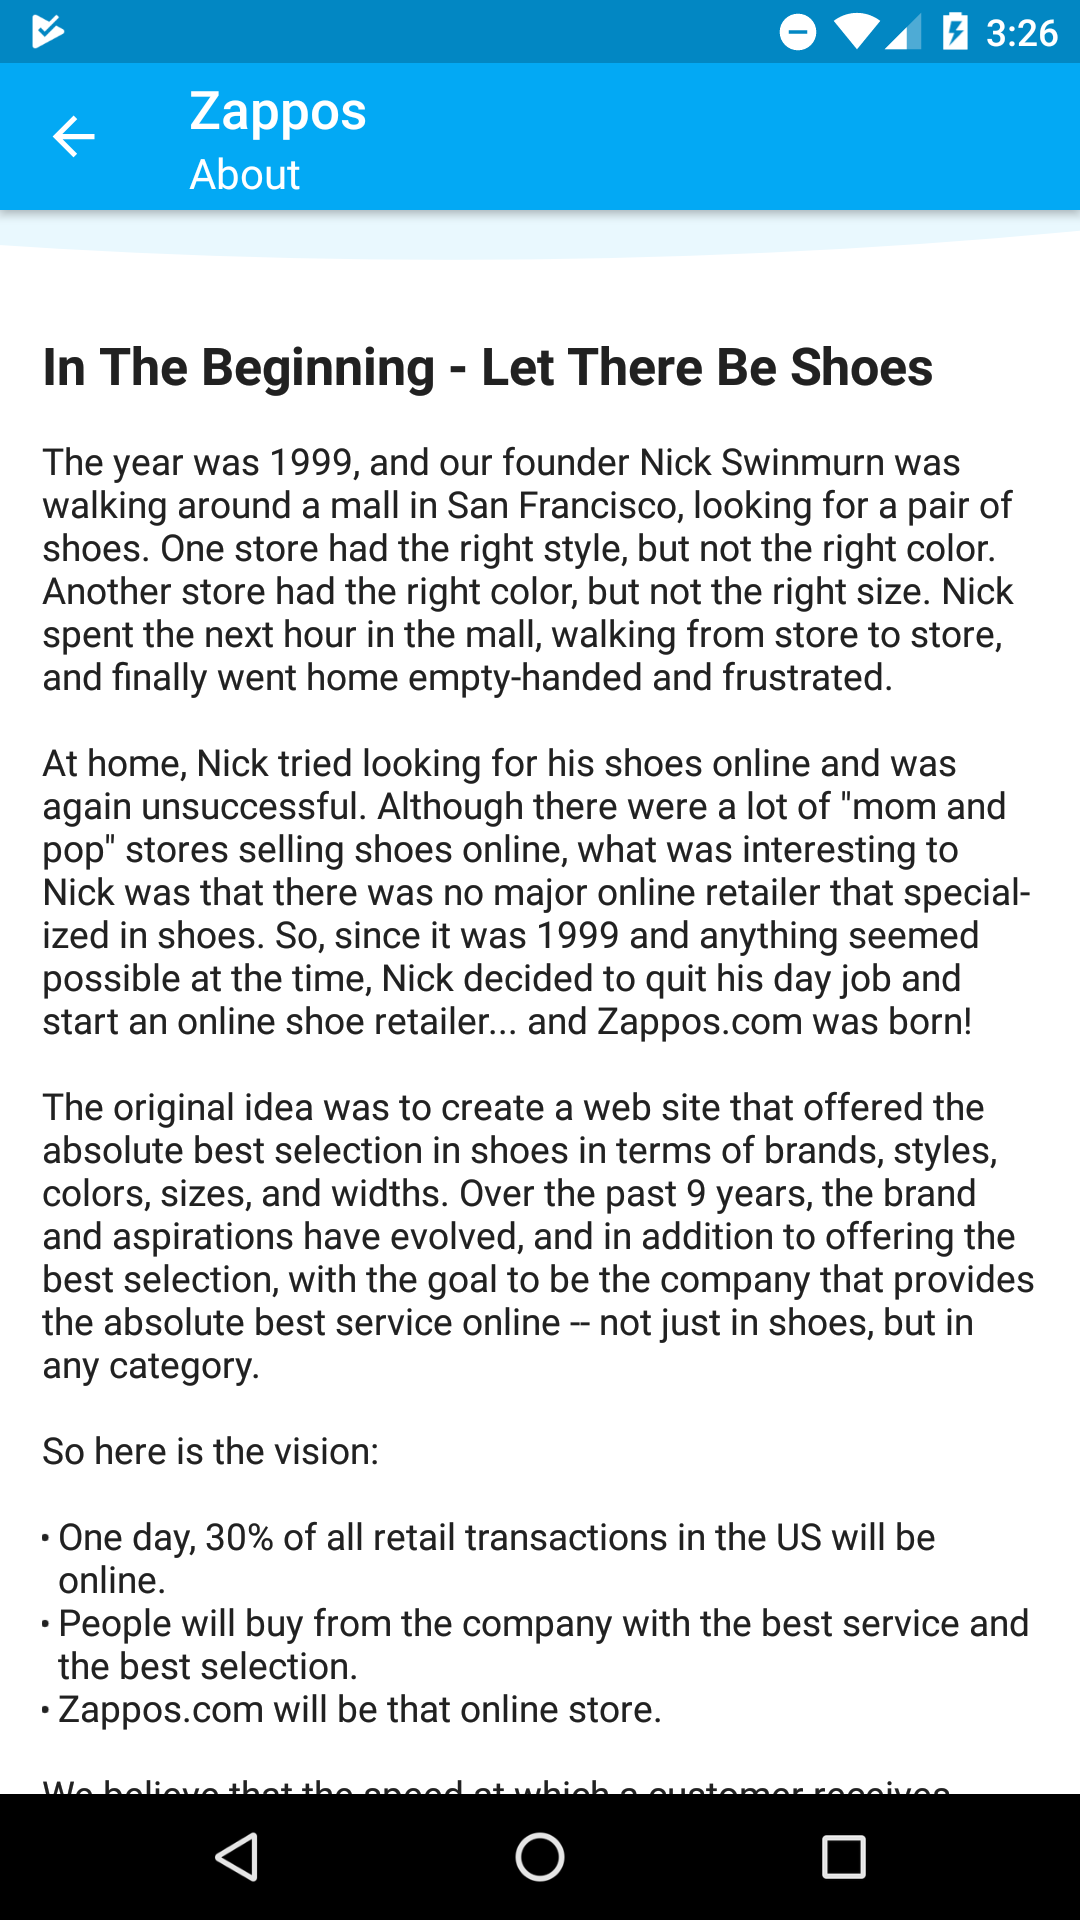 3:26
Zappos
About
In The Beginning - Let There Be Shoes
The year was 1999, and our founder Nick Swinmurn was
walking around a mall in San Francisco, looking for a pair of
shoes. One store had the right style, but not the right color.
Another store had the right color, but not the right size. Nick
spent the next hour in the mall, walking from store to store,
and finally went home empty-handed and frustrated.
At home, Nick tried looking for his shoes online and was
again unsuccessful. Although there were a lot of "mom and
pop" stores selling shoes online, what was interesting to
Nick was that there was no major online retailer that special-
ized in shoes. So, since it was 1999 and anything seemed
possible at the time, Nick decided to quit his day job and
start an online shoe retailer... and Zappos.com was born!
The original idea was to create a web site that offered the
absolute best selection in shoes in terms of brands, styles,
colors, sizes, and widths. Over the past 9 years, the brand
and aspirations have evolved, and in addition to offering the
best selection, with the goal to be the company that provides
the absolute best service online -- not just in shoes, but in
any category.
So here is the vision:
• One day, 30% of all retail transactions in the US will be
online.
• People will buy from the company with the best service and
the best selection.
• Zappos.com will be that online store.
We believe that the speed at which a customer receives